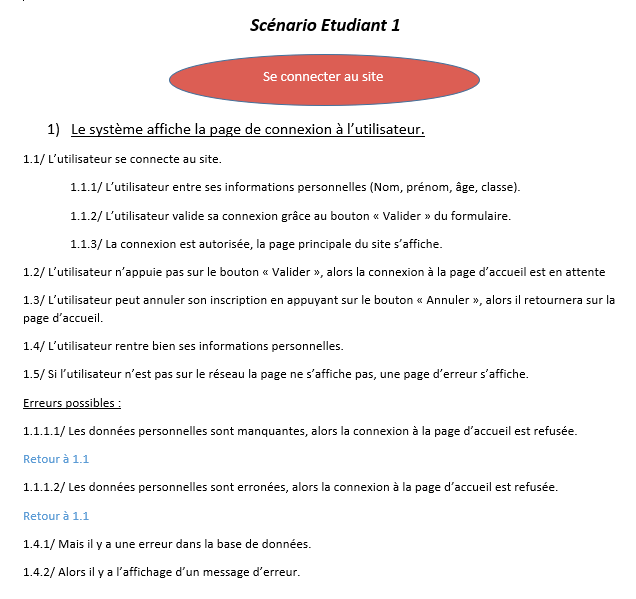 Scénario Etudiant 1
Se connecter au site
1) Le système affiche la page de connexion à l’utilisateur.
1.1/ L’utilisateur se connecte au site.
1.1.1/ L’utilisateur entre ses informations personnelles (Nom, prénom, âge, classe).
1.1.2/ L’utilisateur valide sa connexion grâce au bouton « Valider » du formulaire.
1.1.3/ La connexion est autorisée, la page principale du site s’affiche.
1.2/ L’utilisateur n’appuie pas sur le bouton « Valider », alors la connexion à la page d’accueil est en attente
1.3/ L’utilisateur peut annuler son inscription en appuyant sur le bouton « Annuler », alors il retournera sur la
page d’accueil.
1.4/ L’utilisateur rentre bien ses informations personnelles.
1.5/ Si l’utilisateur n’est pas sur le réseau la page ne s’affiche pas, une page d’erreur s’affiche.
Erreurs possibles :
1.1.1.1/ Les données personnelles sont manquantes, alors la connexion à la page d’accueil est refusée.
Retour à 1.1
1.1.1.2/ Les données personnelles sont erronées, alors la connexion à la page d’accueil est refusée.
Retour à 1.1
1.4.1/ Mais il y a une erreur dans la base de données.
1.4.2/ Alors il y a l’affichage d’un message d’erreur.